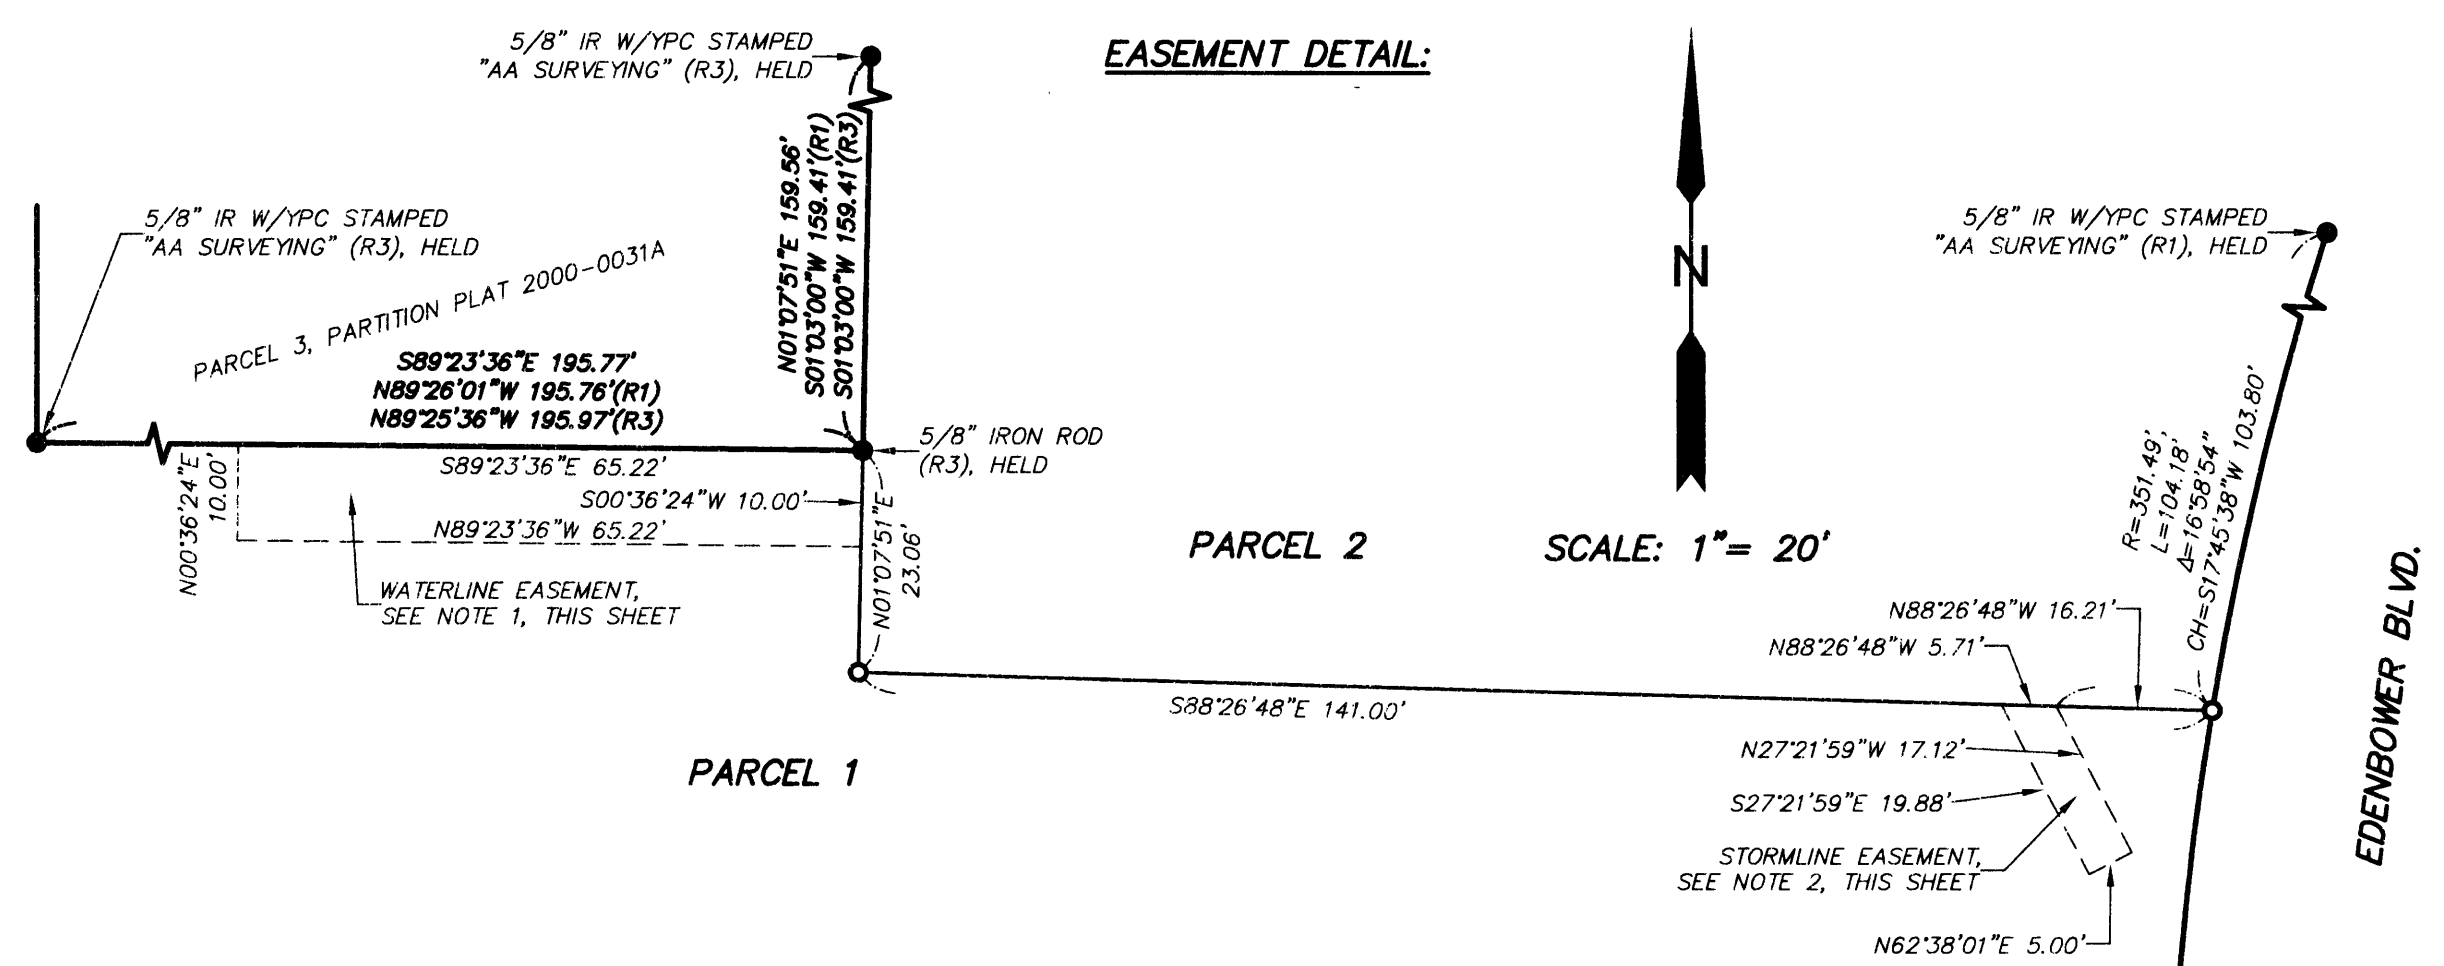 EASEMENT DETAIL:
5/8" IR W/YPC STAMPED
"AA SURVEYING" (R3), HELD
N01°07'51"E 159.56'
S01°03'00"W 159.41'(R1)
S01°03'00"W 159.41'(R3)
5/8" IR W/YPC STAMPED
"AA SURVEYING" (R3), HELD
PARCEL 3, PARTITION PLAT 2000-0031A
S89°23'36"E 195.77'
N89°26'01"W 195.76'(R1)
N89°25'36"W 195.97'(R3)
N
5/8" IR W/YPC STAMPED
"AA SURVEYING" (R1), HELD
5/8" IRON ROD
(R3), HELD
S89°23'36"E 65.22'
N00°36'24"E
10.00'
S00°36'24"W 10.00'
N89°23'36"W 65.22'
WATERLINE EASEMENT,
SEE NOTE 1, THIS SHEET
N01°07'51"E
23.06'
PARCEL 2
SCALE: 1"= 20'
R=351.49'
L=104.18'
Δ=16°58'54"
CH=S17°45'38"W 103.80'
EDENBOWER BLVD.
N88°26'48"W 16.21'
N88°26'48"W 5.71'
S88°26'48"E 141.00'
PARCEL 1
N27°21'59"W 17.12'
S27°21'59"E 19.88'
STORMLINE EASEMENT,
SEE NOTE 2, THIS SHEET
N62°38'01"E 5.00'